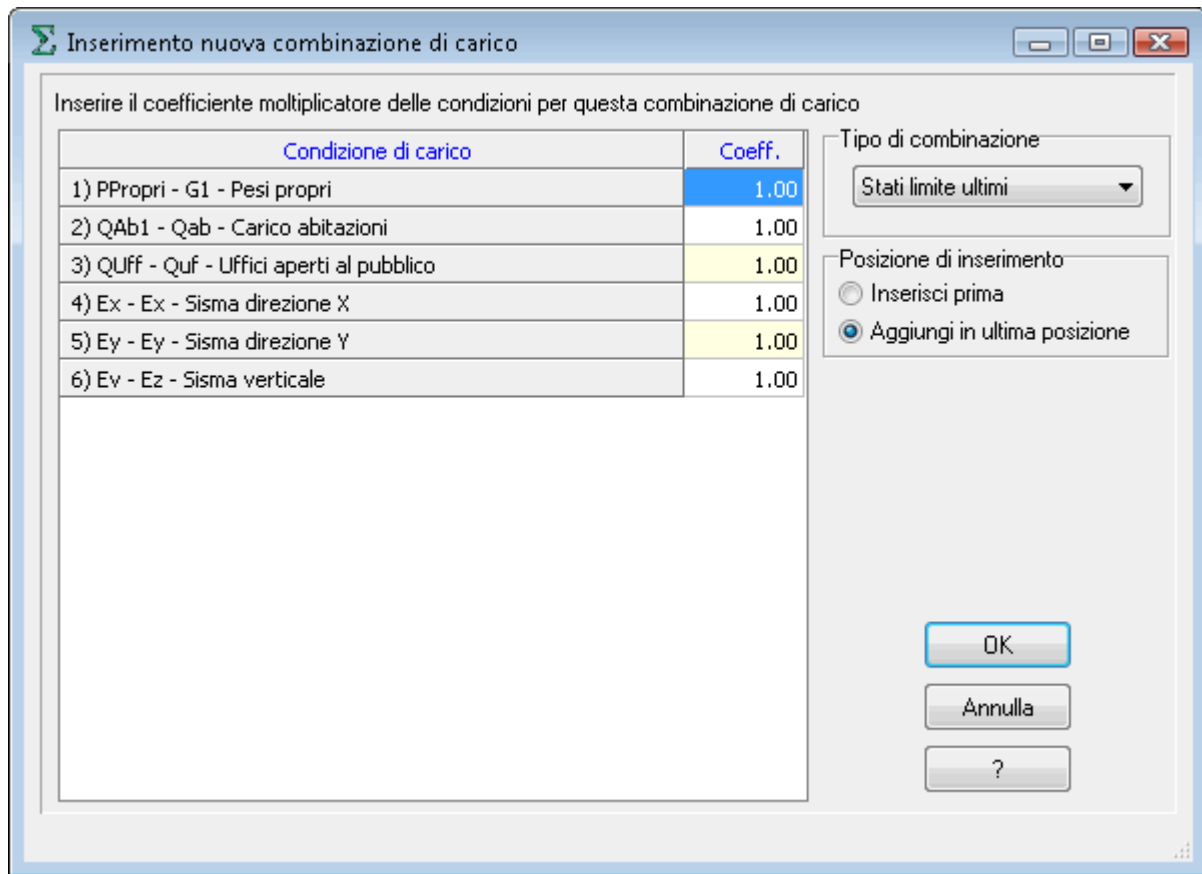 Inserimento nuova combinazione di carico
Inserire il coefficiente moltiplicatore delle condizioni per questa combinazione di carico
Condizione di carico Coeff.
1) PPropri - G1 - Pesi propri 1.00
2) QAb1 - Qab - Carico abitazioni 1.00
3) QUff - Quf - Uffici aperti al pubblico 1.00
4) Ex - Ex - Sisma direzione X 1.00
5) Ey - Ey - Sisma direzione Y 1.00
6) Ev - Ez - Sisma verticale 1.00
Tipo di combinazione
Stati limite ultimi
Posizione di inserimento
Inserisci prima
Aggiungi in ultima posizione
OK
Annulla
?